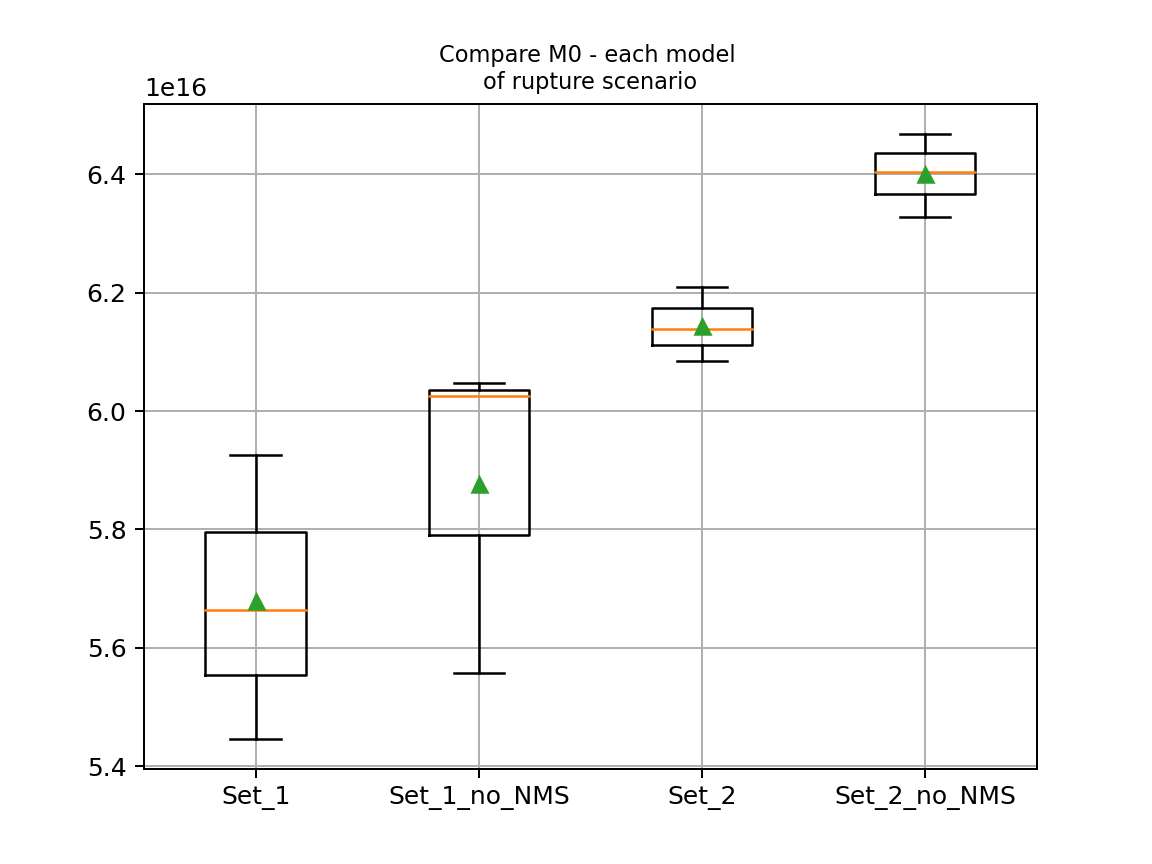 Compare M0 - each model
of rupture scenario
1e16
6.4
6.2
6.0
5.8
5.6
5.4
Set_1 Set_1_no_NMS Set_2 Set_2_no_NMS